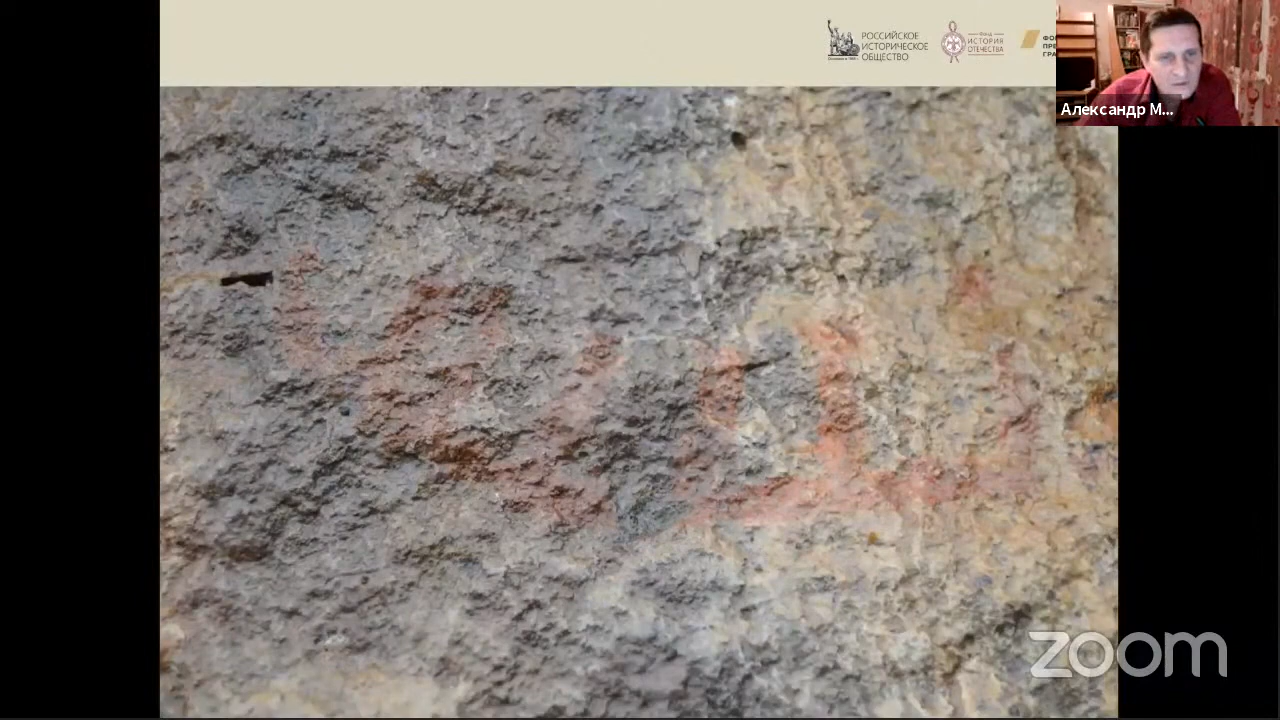 РОССИЙСКОЕ
ИСТОРИЧЕСКОЕ
ОБЩЕСТВО
Фонд
ИСТОРИЯ
ОТЕЧЕСТВА
Александр М...
zoom